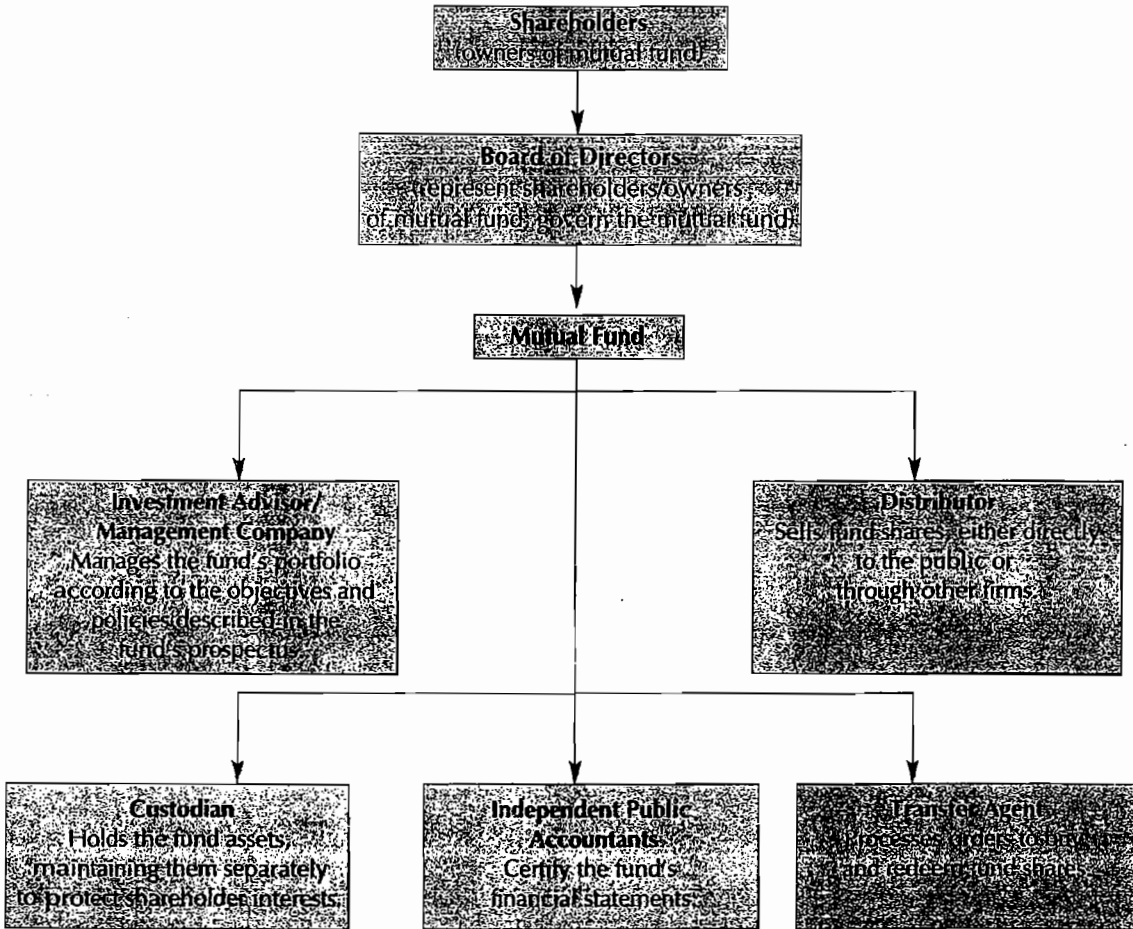 Shareholders
(owners of mutual fund)
Board of Directors
(represent shareholders/owners
of mutual fund; govern the mutual fund)
Mutual Fund
Investment Advisor/
Management Company
Manages the fund's portfolio
according to the objectives and
policies described in the
fund's prospectus
Distributor
Sells fund shares, either directly
to the public or
through other firms
Custodian
Holds the fund assets,
maintaining them separately
to protect shareholder interests.
Independent Public
Accountants
Certify the fund's
financial statements.
Transfer Agent
Processes orders to buy
and redeem fund shares